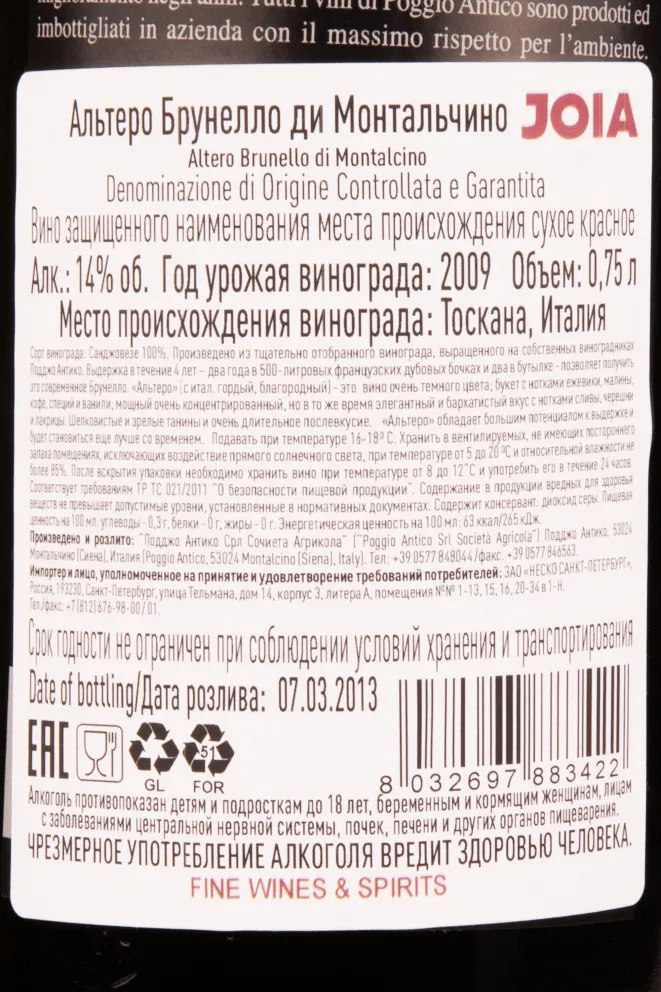 miglioramento negli anni. Tutti i vini di Poggio Antico sono prodotti ed
imbottigliati in azienda con il massimo rispetto per l'ambiente.
Альтеро Брунелло ди Монтальчино JOIA
Altero Brunello di Montalcino
Denominazione di Origine Controllata e Garantita
Вино защищенного наименования места происхождения сухое красное
Алк.: 14% об. Год урожая винограда: 2009 Объем: 0,75 л
Место происхождения винограда: Тоскана, Италия
Сорт винограда: Санджовезе 100%. Произведено из тщательно отобранного винограда, выращенного на собственных виноградниках
Поджо Антико. Выдержка в течение 4 лет – два года в 500-литровых французских дубовых бочках и два в бутылке - позволяет получить
это современное Брунелло. «Альтеро» (с итал. гордый, благородный) - это вино очень темного цвета; букет с нотками ежевики, малины,
кофе, специй и ванили; мощный очень концентрированный, но в то же время элегантный и бархатистый вкус с нотками сливы, черешни
и лакрицы. Шелковистые и зрелые танины и очень длительное послевкусие. «Альтеро» обладает большим потенциалом к выдержке и
будет становиться еще лучше со временем. Подавать при температуре 16-18º С. Хранить в вентилируемых, не имеющих постороннего
запаха помещениях, исключающих воздействие прямого солнечного света, при температуре от 5 до 20 ºС и относительной влажности не
более 85%. После вскрытия упаковки необходимо хранить вино при температуре от 8 до 12°С и употребить его в течение 24 часов.
Соответствует требованиям ТР ТС 021/2011 "О безопасности пищевой продукции". Содержание в продукции вредных для здоровья
веществ не превышает допустимые уровни, установленные в нормативных документах. Содержит консервант: диоксид серы. Пищевая
ценность на 100 мл: углеводы - 0,3 г, белки - 0 г, жиры - 0 г. Энергетическая ценность на 100 мл: 63 ккал/265 кДж.
Произведено и розлито: "Поджо Антико Срл Сочиета Агрикола" ("Poggio Antico Srl Società Agricola") Поджо Антико, 53024
Монтальчино (Сиена), Италия (Poggio Antico, 53024 Montalcino (Siena), Italy). Тел: +39 0577 848044 /факс: +39 0577 846563.
Импортер и лицо, уполномоченное на принятие и удовлетворение требований потребителей: ЗАО «НЕСКО САНКТ-ПЕТЕРБУРГ»,
Россия, 193230, Санкт-Петербург, улица Тельмана, дом 14, корпус 3, литера А, помещения №№ 1-13, 15, 16, 20-34 в 1-Н.
Тел./факс: +7 (812) 676-98-00 / 01.
Срок годности не ограничен при соблюдении условий хранения и транспортирования
Date of bottling/Дата розлива: 07.03.2013
EAC
51
GL FOR
8 032697 883422
Алкоголь противопоказан детям и подросткам до 18 лет, беременным и кормящим женщинам, лицам
с заболеваниями центральной нервной системы, почек, печени и других органов пищеварения.
ЧРЕЗМЕРНОЕ УПОТРЕБЛЕНИЕ АЛКОГОЛЯ ВРЕДИТ ЗДОРОВЬЮ ЧЕЛОВЕКА.
FINE WINES & SPIRITS